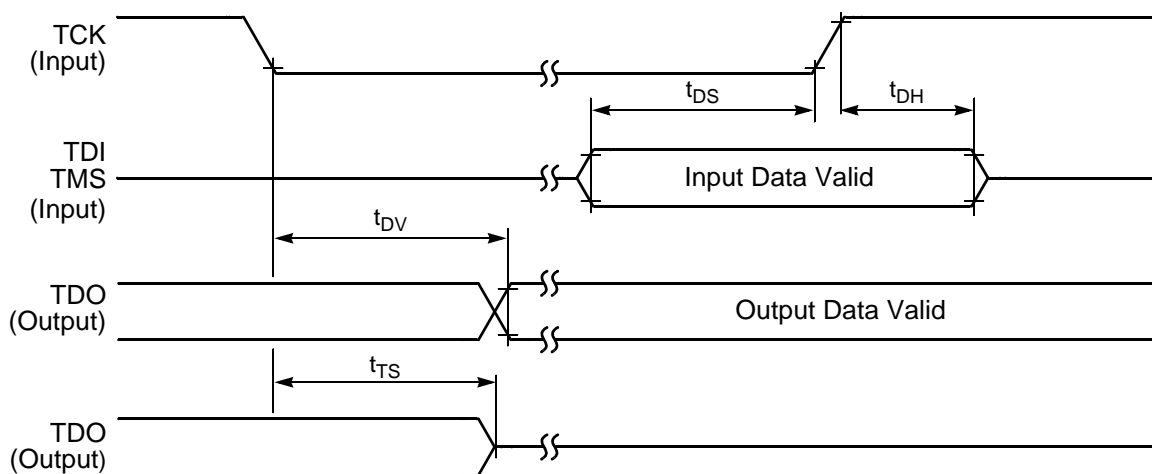 TCK
(Input)
tDS
tDH
TDI
TMS
(Input)
Input Data Valid
tDV
TDO
(Output)
Output Data Valid
tTS
TDO
(Output)